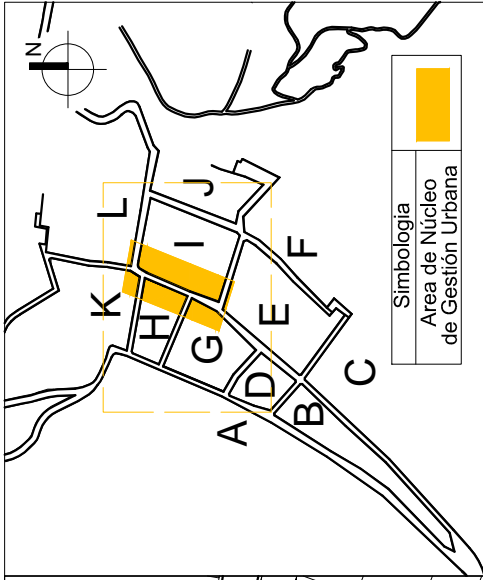 N
L
J
K
I
H
F
G
E
A
D
C
B
Simbologia
Area de Núcleo
de Gestión Urbana